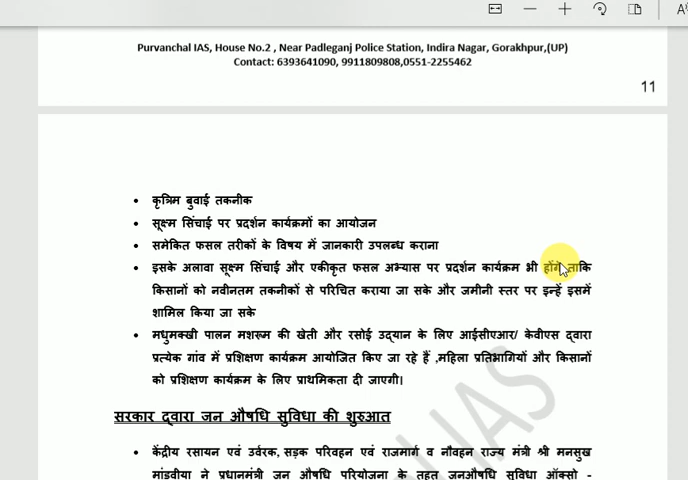 Purvanchal IAS, House No.2 , Near Padleganj Police Station, Indira Nagar, Gorakhpur,(UP)
Contact: 6393641090, 9911809808,0551-2255462
11
• कृत्रिम बुवाई तकनीक
• सूक्ष्म सिंचाई पर प्रदर्शन कार्यक्रमों का आयोजन
• समेकित फसल तरीकों के विषय में जानकारी उपलब्ध कराना
• इसके अलावा सूक्ष्म सिंचाई और एकीकृत फसल अभ्यास पर प्रदर्शन कार्यक्रम भी होंगे ताकि
किसानों को नवीनतम तकनीकों से परिचित कराया जा सके और जमीनी स्तर पर इन्हें इसमें
शामिल किया जा सके
• मधुमक्खी पालन मशरूम की खेती और रसोई उद्यान के लिए आईसीएआर/ केवीएस द्वारा
प्रत्येक गांव में प्रशिक्षण कार्यक्रम आयोजित किए जा रहे हैं ,महिला प्रतिभागियों और किसानों
को प्रशिक्षण कार्यक्रम के लिए प्राथमिकता दी जाएगी।
सरकार द्वारा जन औषधि सुविधा की शुरुआत
• केंद्रीय रसायन एवं उर्वरक, सड़क परिवहन एवं राजमार्ग व नौवहन राज्य मंत्री श्री मनसुख
मांडवीया ने प्रधानमंत्री जन औषधि परियोजना के तहत जनऔषधि सुविधा ऑक्सो -
IAS